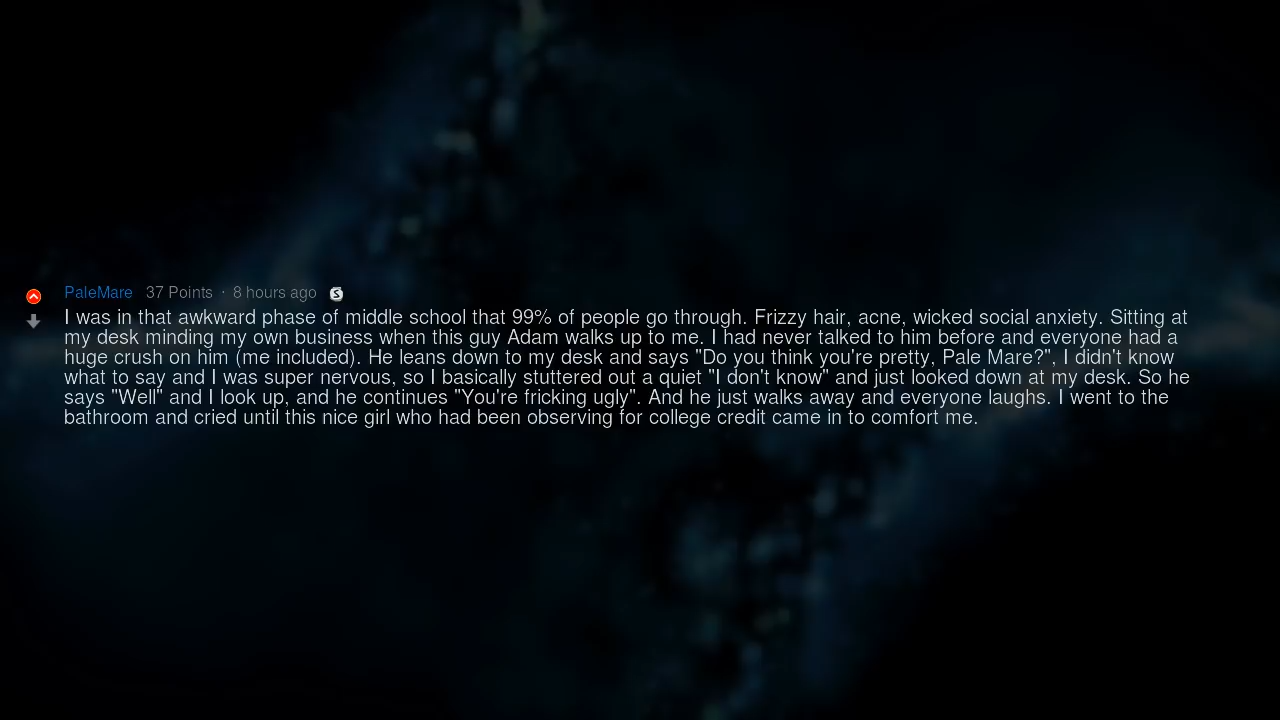 PaleMare 37 Points · 8 hours ago
I was in that awkward phase of middle school that 99% of people go through. Frizzy hair, acne, wicked social anxiety. Sitting at
my desk minding my own business when this guy Adam walks up to me. I had never talked to him before and everyone had a
huge crush on him (me included). He leans down to my desk and says "Do you think you're pretty, Pale Mare?", I didn't know
what to say and I was super nervous, so I basically stuttered out a quiet "I don't know" and just looked down at my desk. So he
says "Well" and I look up, and he continues "You're fricking ugly". And he just walks away and everyone laughs. I went to the
bathroom and cried until this nice girl who had been observing for college credit came in to comfort me.